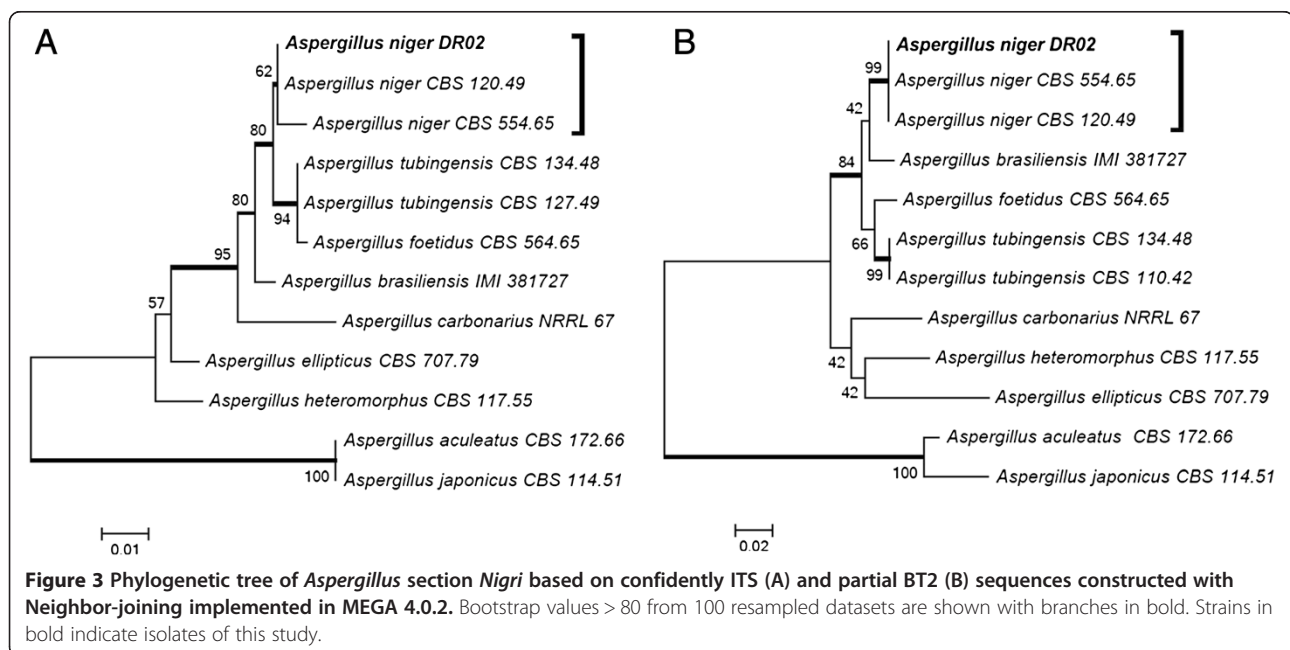 A
Aspergillus niger DR02
62
Aspergillus niger CBS 120.49
80
Aspergillus niger CBS 554.65
Aspergillus tubingensis CBS 134.48
80
Aspergillus tubingensis CBS 127.49
94
Aspergillus foetidus CBS 564.65
95
Aspergillus brasiliensis IMI 381727
57
Aspergillus carbonarius NRRL 67
Aspergillus ellipticus CBS 707.79
Aspergillus heteromorphus CBS 117.55
Aspergillus aculeatus CBS 172.66
100
Aspergillus japonicus CBS 114.51
0.01
B
Aspergillus niger DR02
99
Aspergillus niger CBS 554.65
42
Aspergillus niger CBS 120.49
84
Aspergillus brasiliensis IMI 381727
Aspergillus foetidus CBS 564.65
66
Aspergillus tubingensis CBS 134.48
99
Aspergillus tubingensis CBS 110.42
Aspergillus carbonarius NRRL 67
42
Aspergillus heteromorphus CBS 117.55
42
Aspergillus ellipticus CBS 707.79
Aspergillus aculeatus CBS 172.66
100
Aspergillus japonicus CBS 114.51
0.02
Figure 3 Phylogenetic tree of Aspergillus section Nigri based on confidently ITS (A) and partial BT2 (B) sequences constructed with
Neighbor-joining implemented in MEGA 4.0.2. Bootstrap values > 80 from 100 resampled datasets are shown with branches in bold. Strains in
bold indicate isolates of this study.